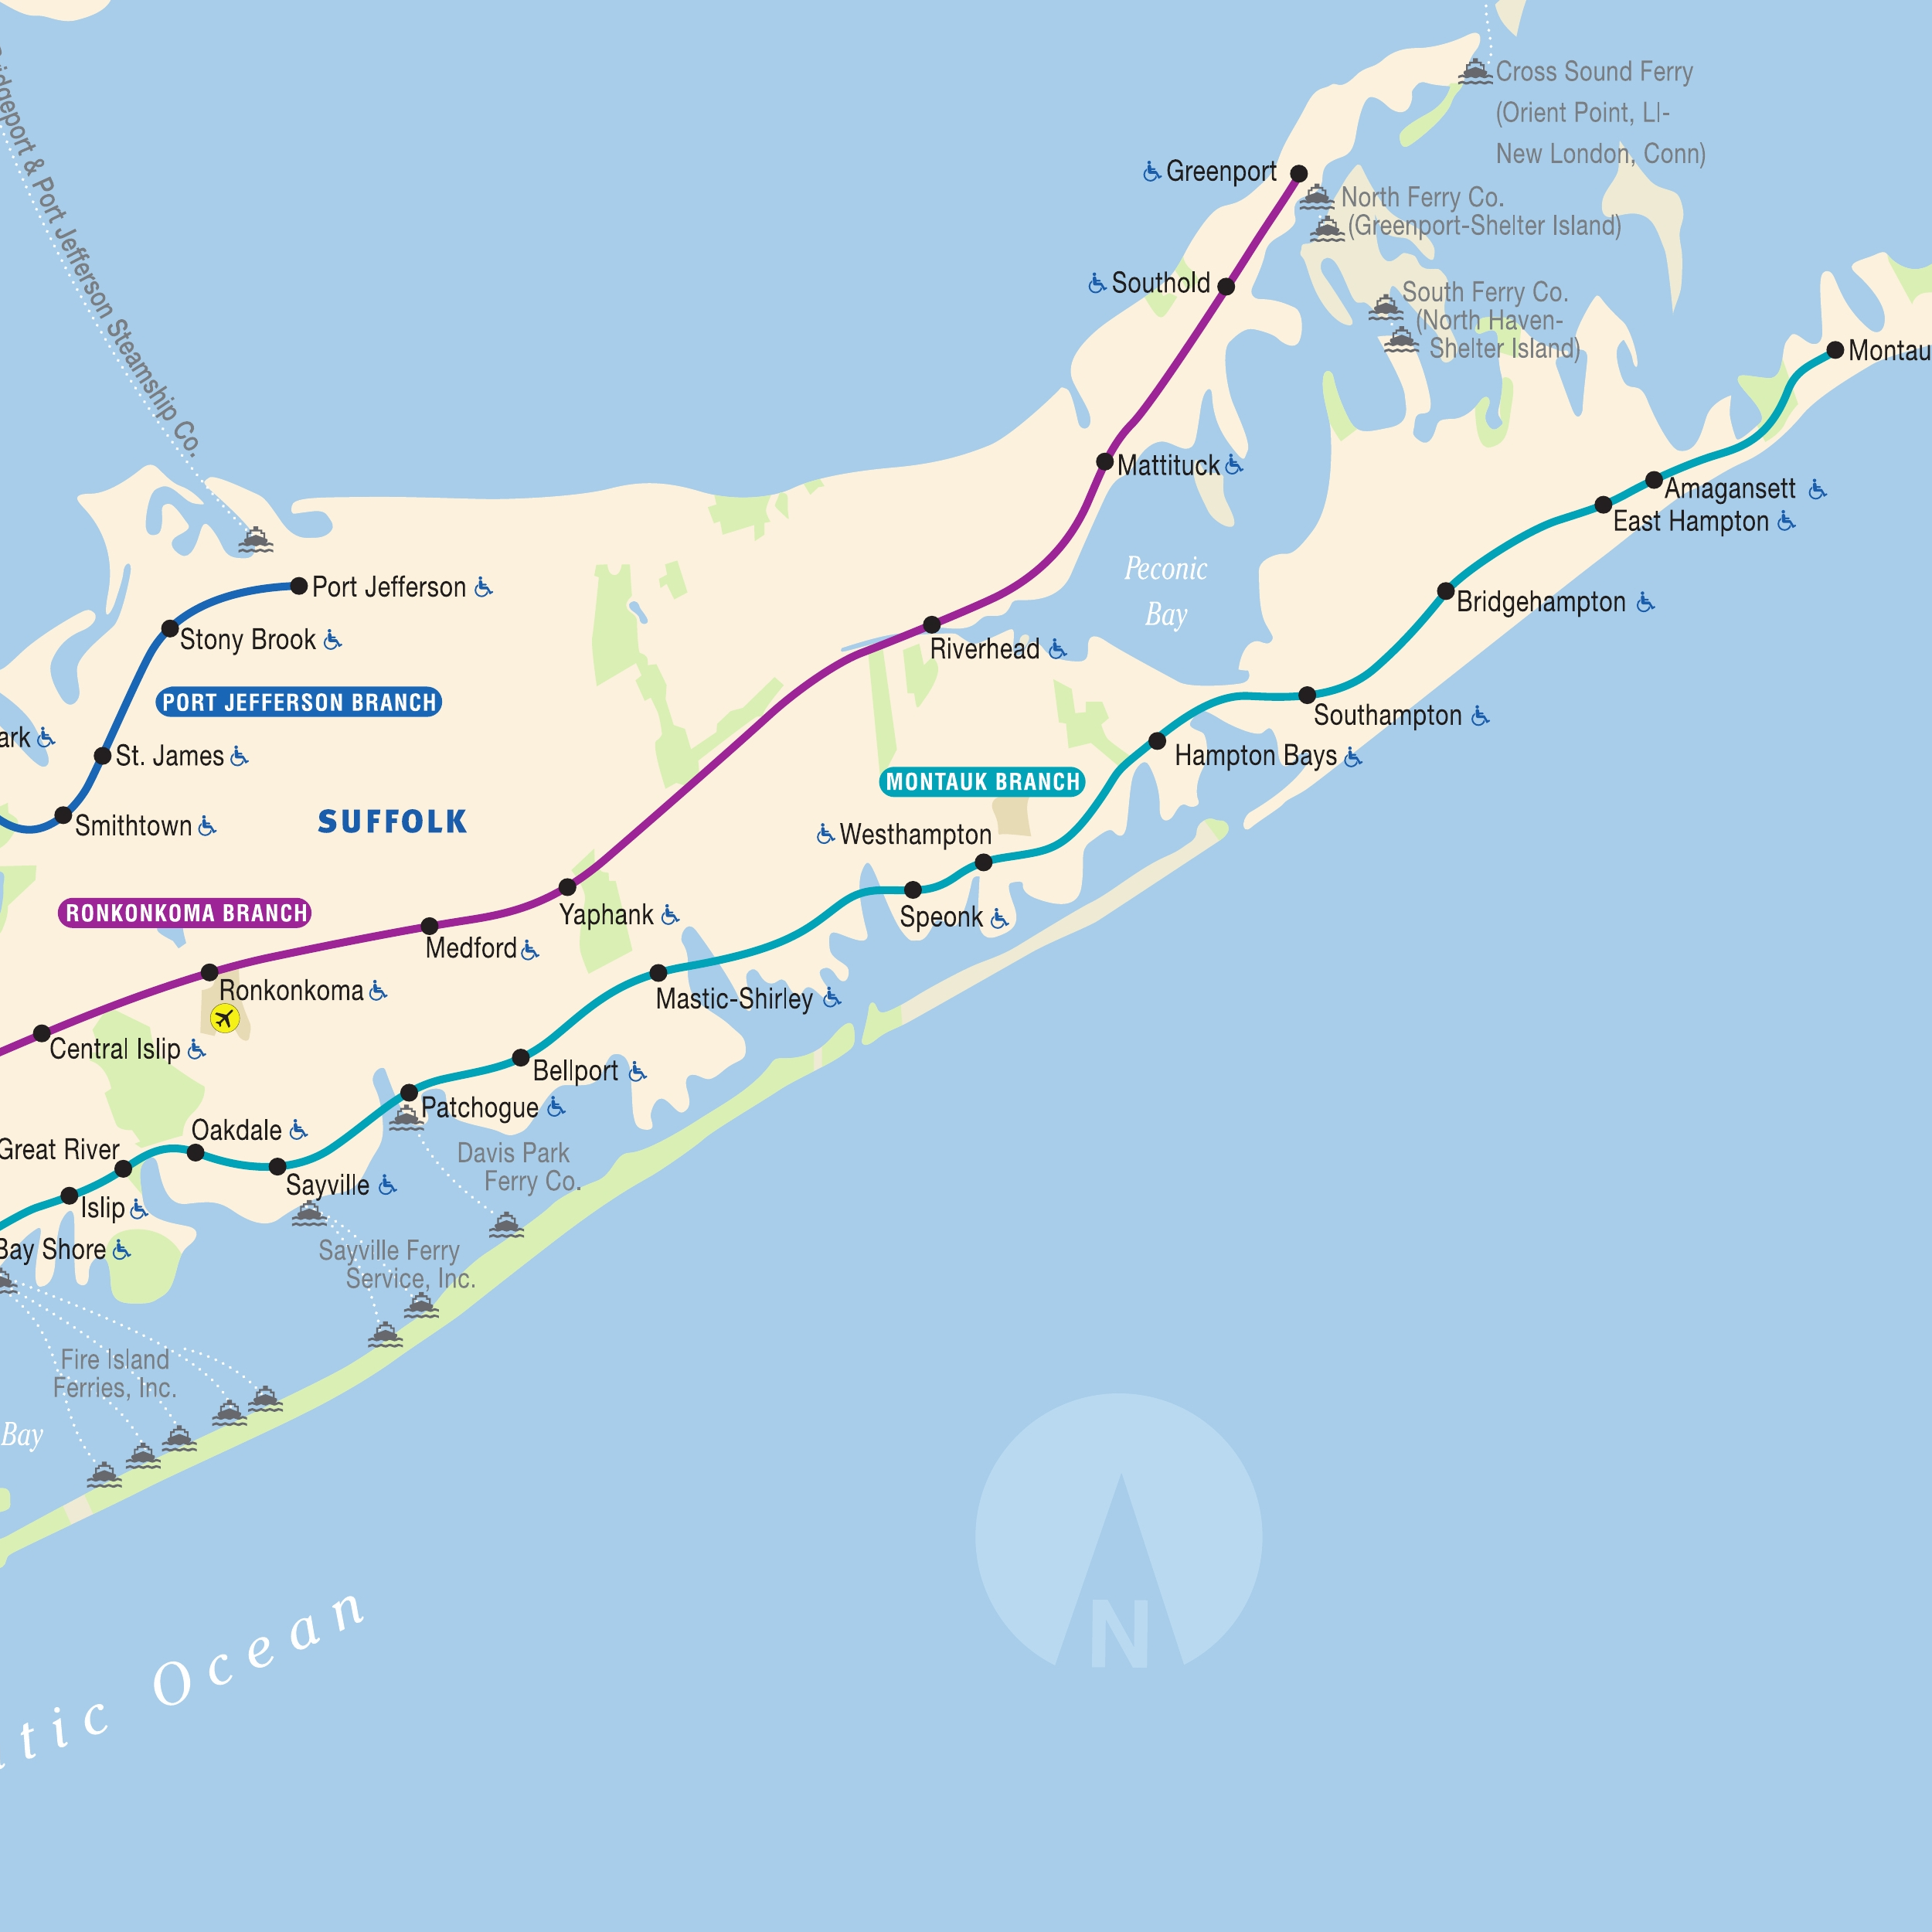 Cross Sound Ferry
(Orient Point, LI-
New London, Conn)
Bridgeport & Port Jefferson Steamship Co.
Greenport
North Ferry Co.
(Greenport-Shelter Island)
Southold
South Ferry Co.
(North Haven-
Shelter Island)
Montau
Mattituck
Amagansett
East Hampton
Peconic
Bay
Port Jefferson
Bridgehampton
Stony Brook
Riverhead
PORT JEFFERSON BRANCH
Southampton
ark
St. James
Hampton Bays
MONTAUK BRANCH
Smithtown
SUFFOLK
Westhampton
RONKONKOMA BRANCH
Yaphank
Speonk
Medford
Ronkonkoma
Mastic-Shirley
Central Islip
Bellport
Patchogue
Oakdale
Great River
Davis Park
Ferry Co.
Sayville
Islip
Bay Shore
Sayville Ferry
Service, Inc.
Fire Island
Ferries, Inc.
Bay
tic Ocean
N